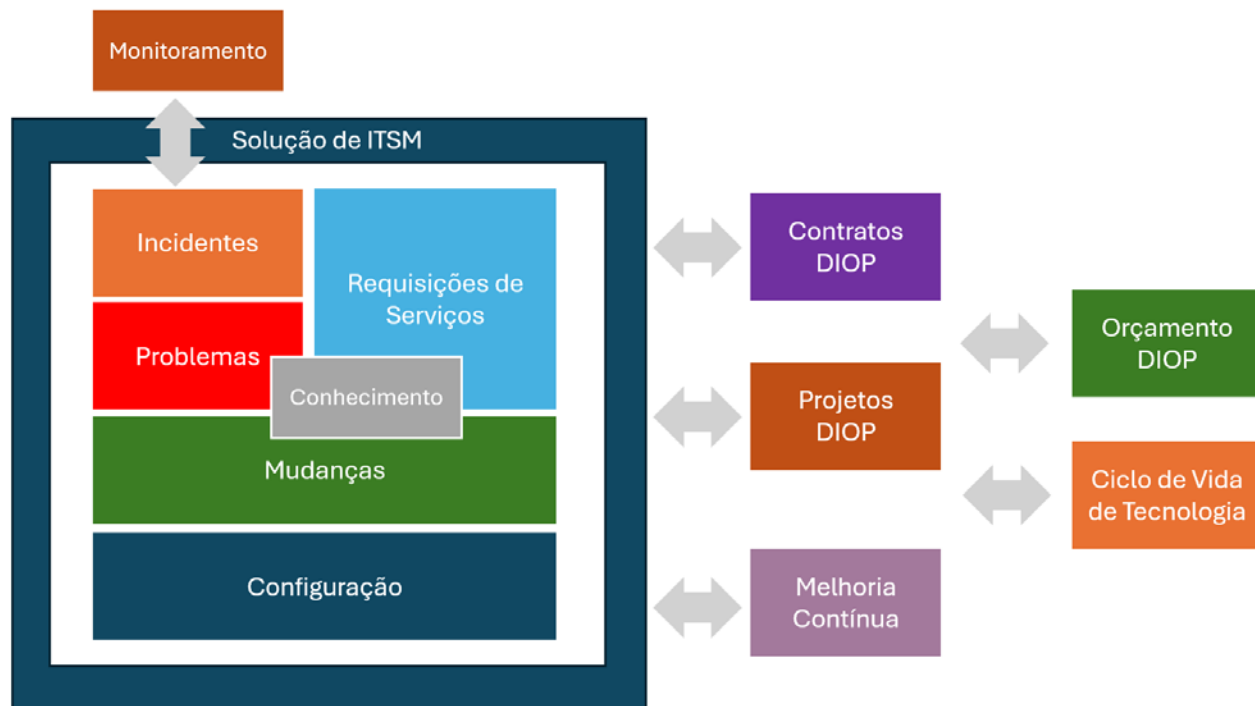 Monitoramento
Solução de ITSM
Incidentes
Requisições de
Serviços
Problemas
Conhecimento
Mudanças
Configuração
Contratos
DIOP
Projetos
DIOP
Melhoria
Contínua
Orçamento
DIOP
Ciclo de Vida
de Tecnologia